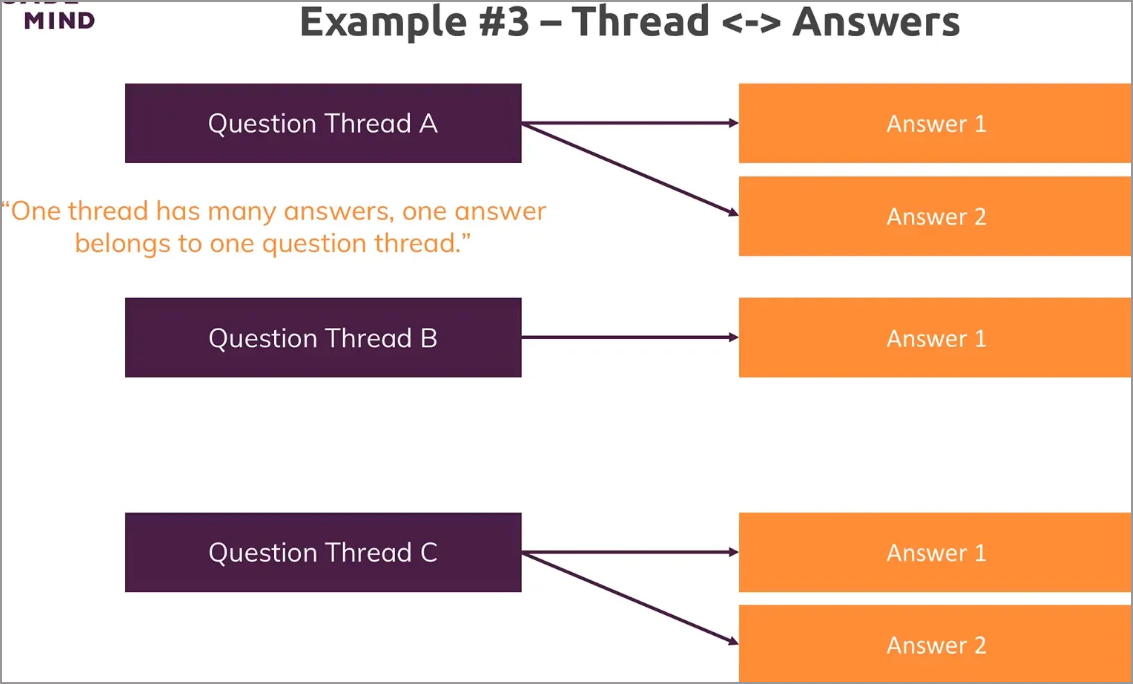 MIND
Example #3 – Thread <-> Answers
Question Thread A
Answer 1
Answer 2
“One thread has many answers, one answer
belongs to one question thread.”
Question Thread B
Answer 1
Question Thread C
Answer 1
Answer 2